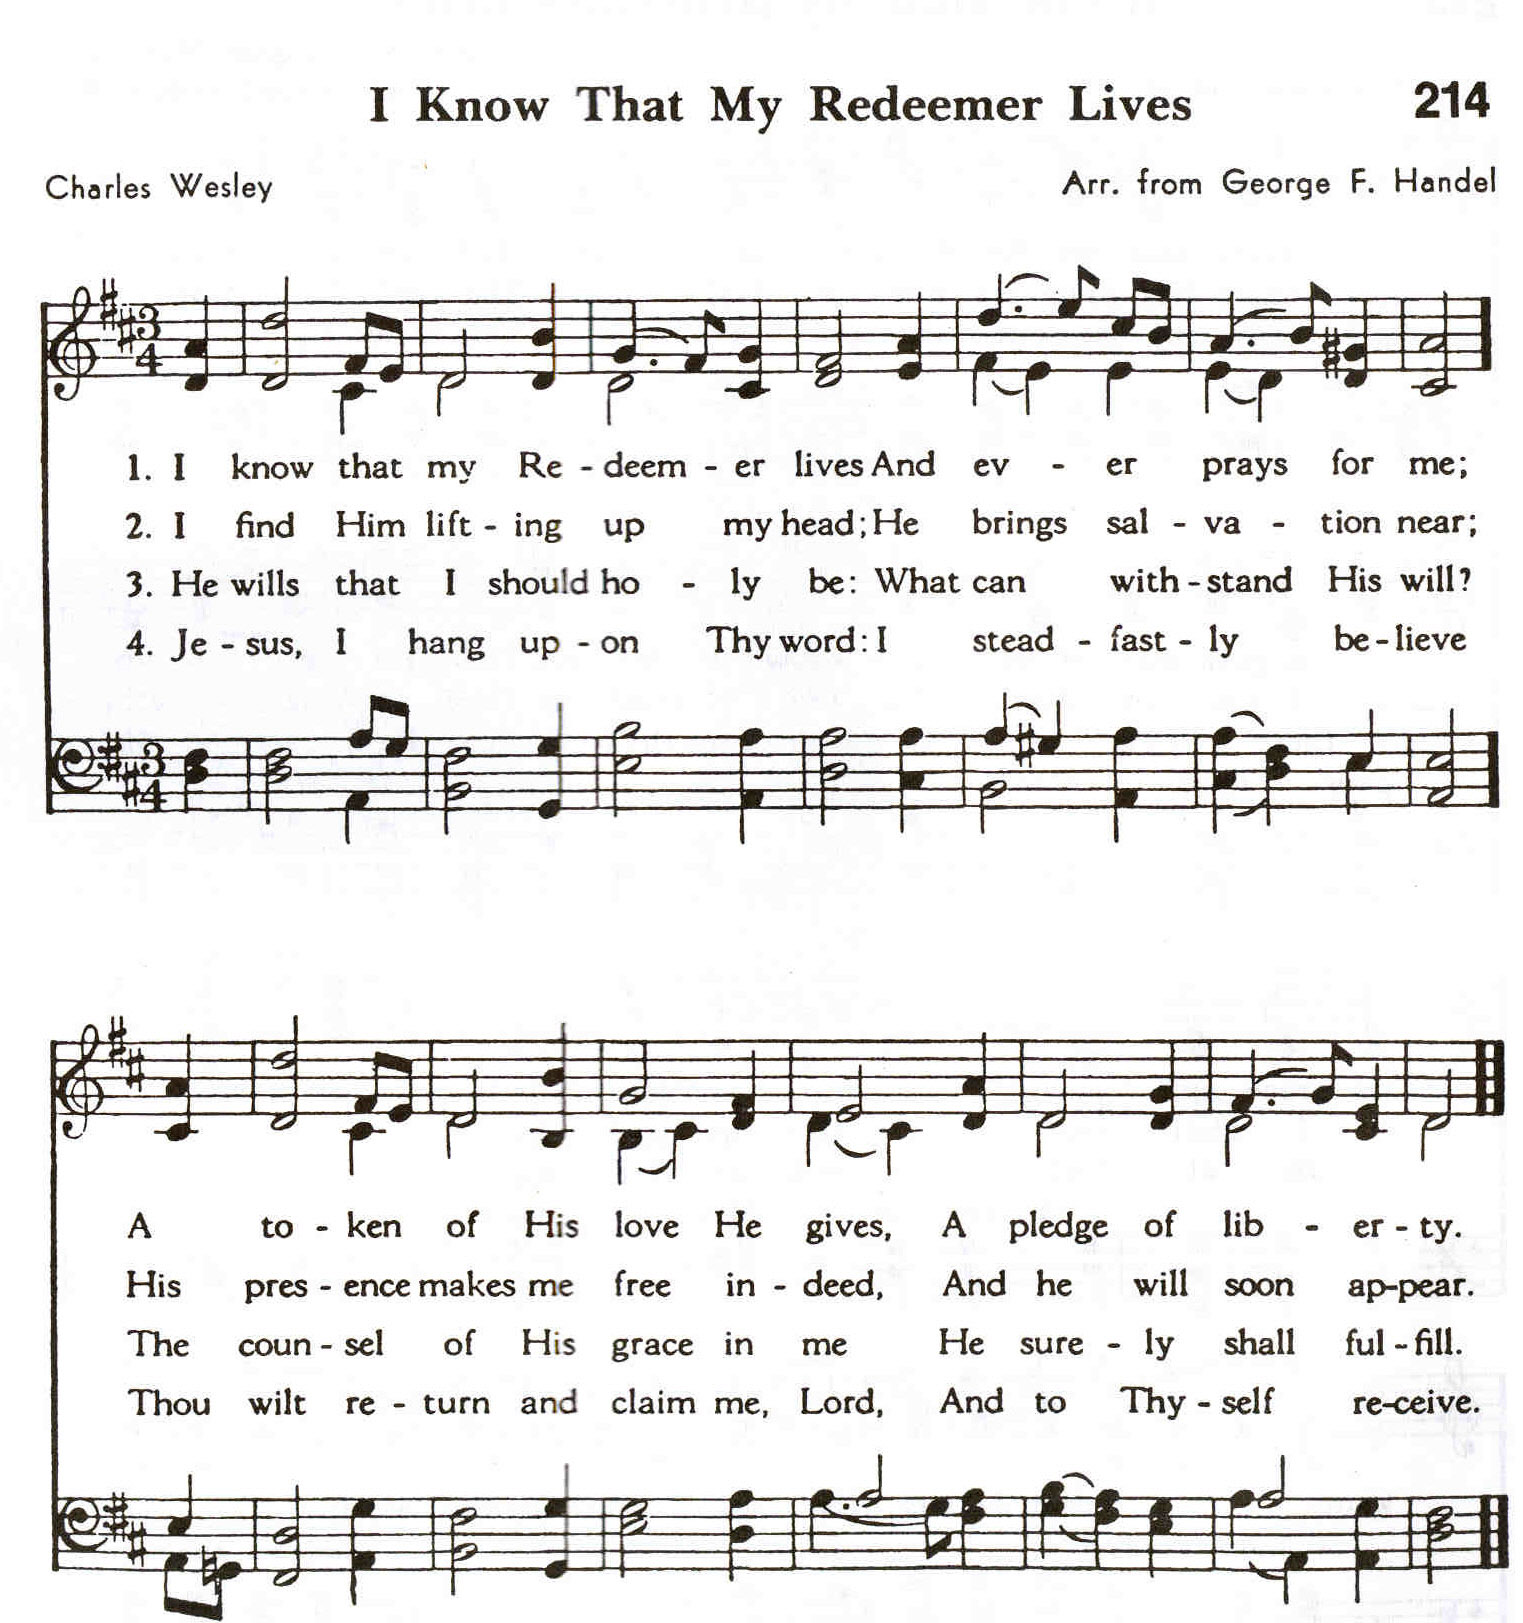 I Know That My Redeemer Lives 214
Charles Wesley Arr. from George F. Handel
1. I know that my Re - deem - er lives And ev - er prays for me;
2. I find Him lift - ing up my head; He brings sal - va - tion near;
3. He wills that I should ho - ly be: What can with - stand His will?
4. Je - sus, I hang up - on Thy word: I stead - fast - ly be - lieve
A to - ken of His love He gives, A pledge of lib - er - ty.
His pres - ence makes me free in - deed, And he will soon ap-pear.
The coun - sel of His grace in me He sure - ly shall ful - fill.
Thou wilt re - turn and claim me, Lord, And to Thy - self re-ceive.